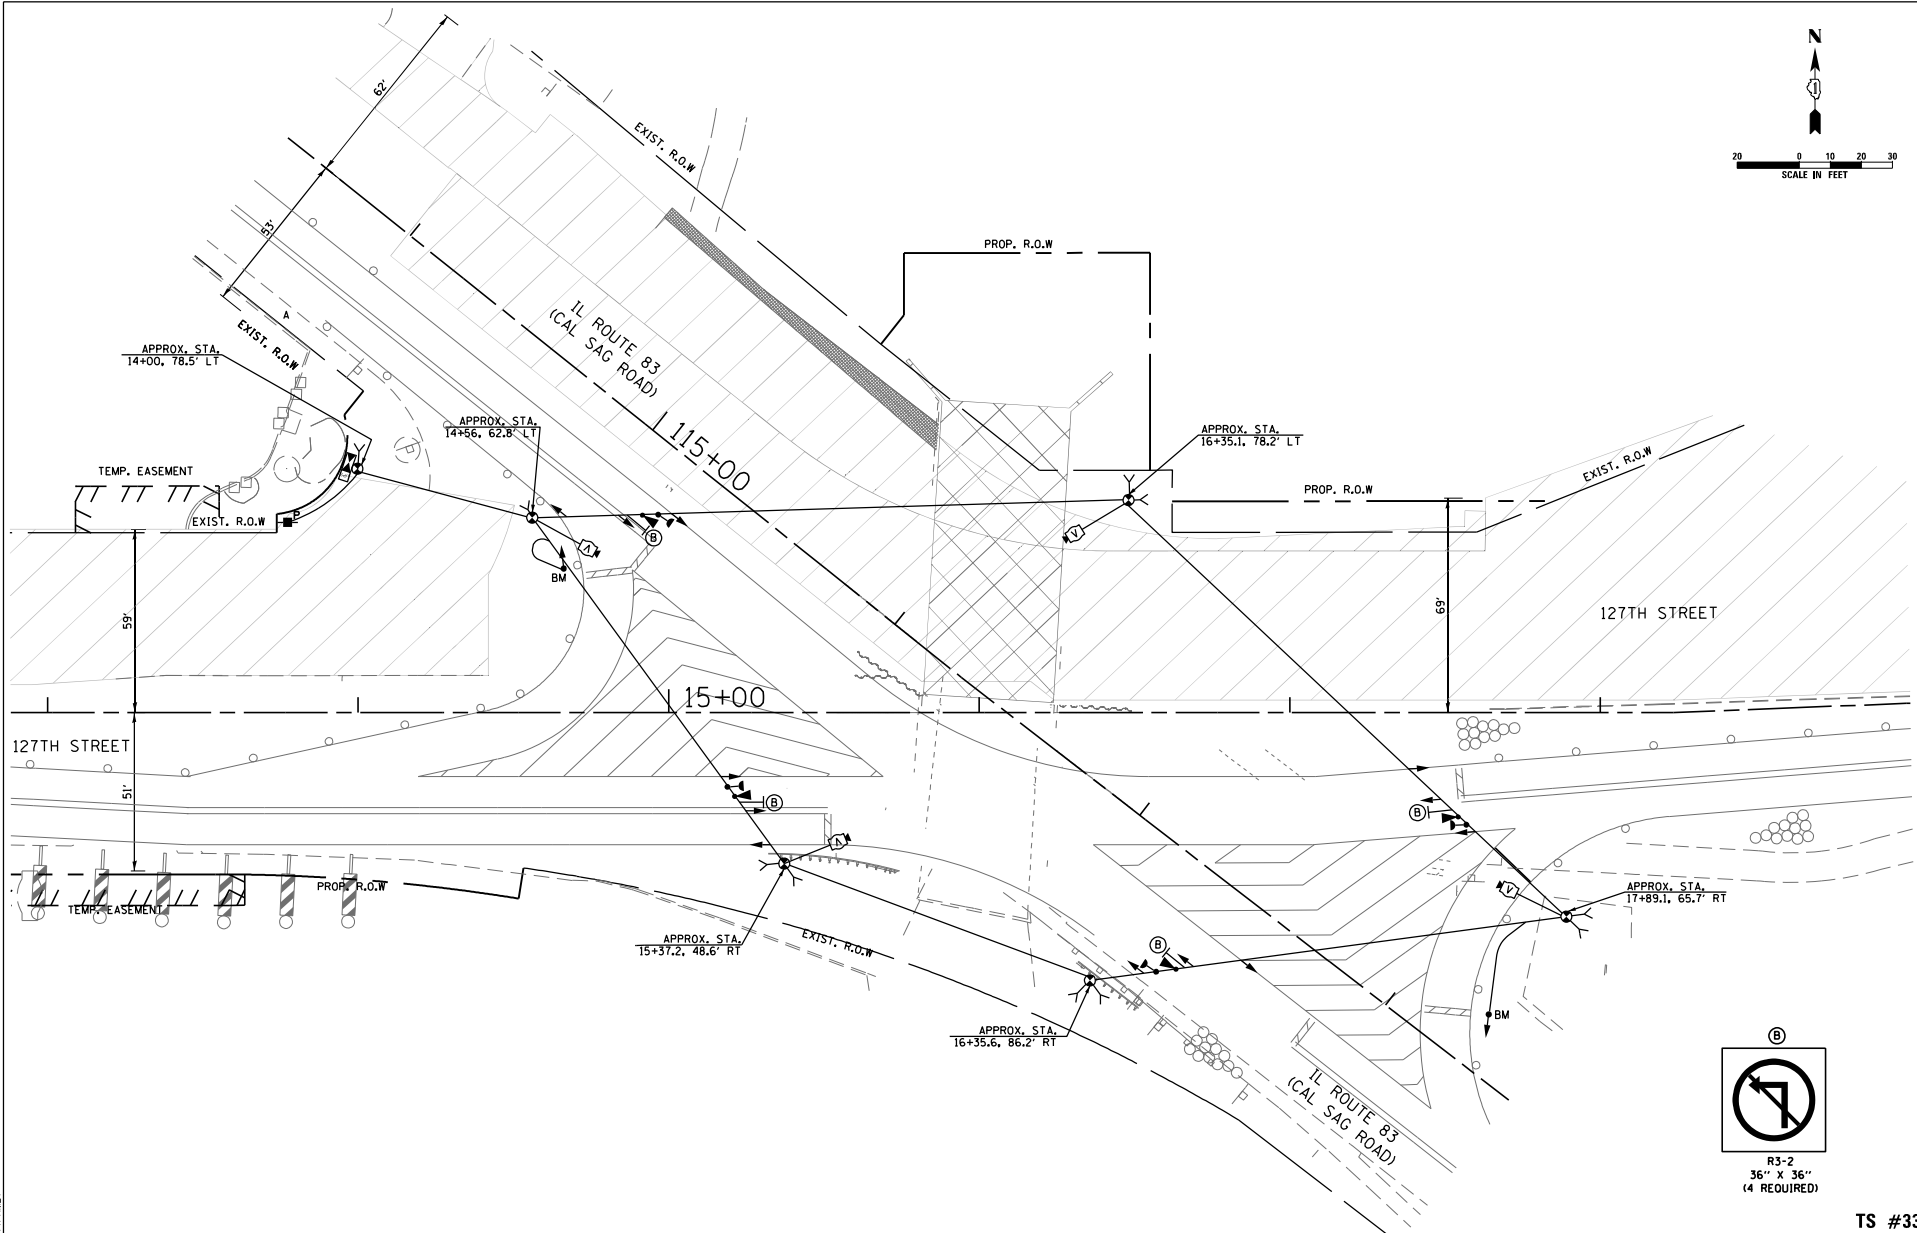 62'
N
20 0 10 20 30
SCALE IN FEET
EXIST. R.O.W
53'
PROP. R.O.W
A
EXIST. R.O.W
IL ROUTE 83
(CAL SAG ROAD)
APPROX. STA.
14+00, 78.5' LT
APPROX. STA.
14+56, 62.8' LT
115+00
APPROX. STA.
16+35.1, 78.2' LT
TEMP. EASEMENT
EXIST. R.O.W
P
PROP. R.O.W
EXIST. R.O.W
B
V
V
BM
59'
69'
127TH STREET
15+00
127TH STREET
51'
B
V
B
PROP. R.O.W
TEMP. EASEMENT
V
APPROX. STA.
17+89.1, 65.7' RT
APPROX. STA.
15+37.2, 48.6' RT
EXIST. R.O.W
B
BM
APPROX. STA.
16+35.6, 86.2' RT
IL ROUTE 83
(CAL SAG ROAD)
B
R3-2
36" X 36"
(4 REQUIRED)
TS #33